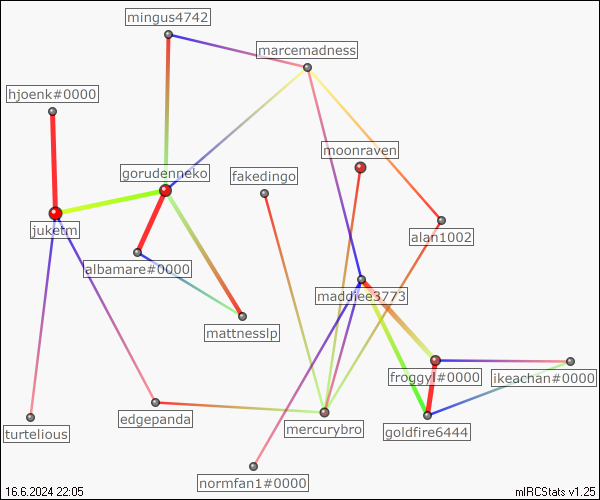 mingus4742
marcemadness
hjoenk#0000
moonraven
gorudenneko
fakedingo
juketm
alan1002
albamare#0000
maddiee3773
mattnesslp
froggyl#0000
ikeachan#0000
edgepanda
mercurybro
goldfire6444
turtelious
normfan1#0000
16.6.2024 22:05
mIRCStats v1.25